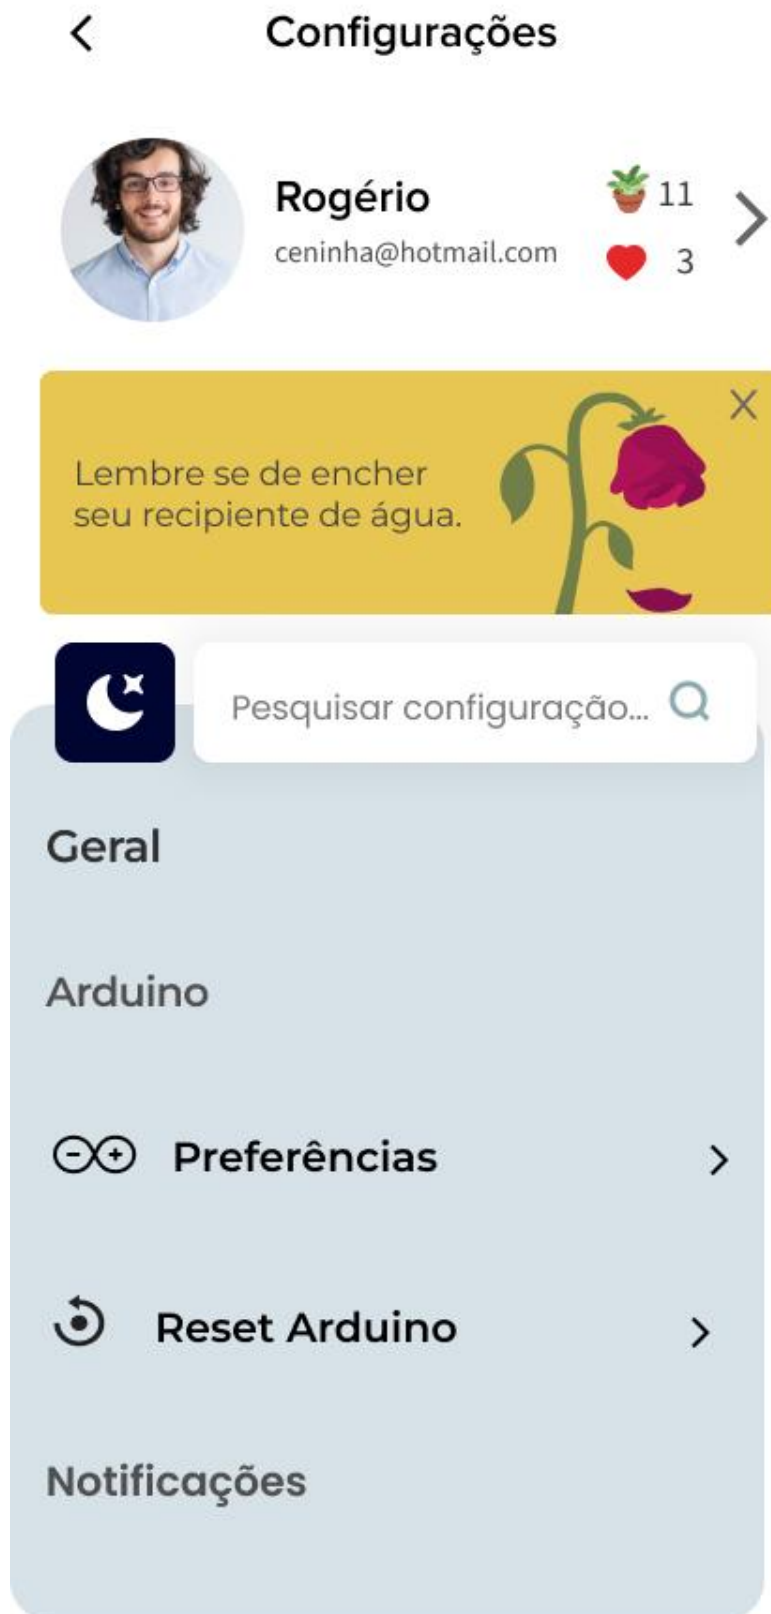 Configurações
Rogério
11
ceninha@hotmail.com
3
Lembre se de encher
seu recipiente de água.
Pesquisar configuração...
Geral
Arduino
Preferências
Reset Arduino
Notificações